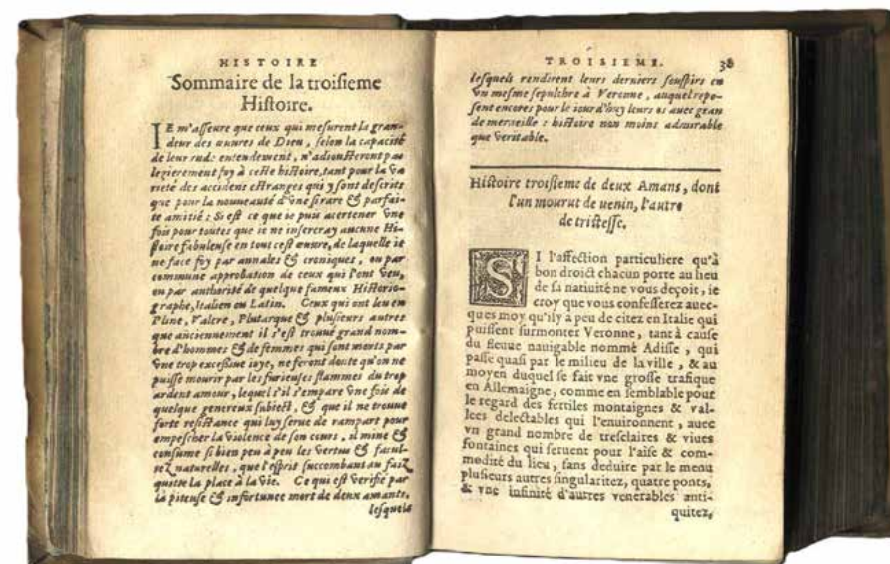 HISTOIRE
Sommaire de la troiſieme
Hiſtoire.
IE m'aſſeure que ceux qui meſurent la gran-
deur des œuures de Dieu, ſelon la capacité
de leur rude entendement, n'adiouſteront pas
legierement foy à ceſte hiſtoire, tant pour la va
rieté des accidens eſtranges qui y ſont deſcrits
que pour la nouueauté d'vne ſi rare & parfai-
te amitié : Si eſt ce que ie puis acertener vne
fois pour toutes que ie ne inſereray aucune Hi-
ſtoire fabuleuſe en tout ceſt œuure, de laquelle ie
ne face foy par annales & croniques, ou par
commune approbation de ceux qui l'ont veu,
ou par authorité de quelque fameux Hiſtorio-
graphe, Italien ou Latin. Ceux qui ont leu en
Pline, Valere, Plutarque & pluſieurs autres
que anciennement il s'eſt trouué grand nom-
bre d'hommes & de femmes qui ſont morts par
vne trop exceſſiue ioye, ne feront doute qu'on ne
puiſſe mourir par les furieuſes flammes du trop
ardent amour, lequel s'il s'empare vne fois de
quelque genereux ſubiect, & que il ne trouue
forte reſiſtance qui luy ſerue de rampart pour
empeſcher la violence de ſon cours, il mine &
conſume ſi bien peu à peu les vertus & facul-
tez naturelles, que l'eſprit ſuccombant au faiz
quitte la place à la vie. Ce qui eſt verifié par
la piteuſe & infortunee mort de deux amants,
leſquels
TROISIEME. 38
leſquels rendirent leurs derniers ſouſpirs en
vn meſme ſepulchre à Veronne, auquel repo-
ſent encores pour le iour d'huy leurs os auec gran
de merueille : hiſtoire non moins admirable
que veritable.
Hiſtoire troiſieme de deux Amans, dont
l'un mourut de uenin, l'autre
de triſteſſe.
SI l'affection particuliere qu'à
bon droict chacun porte au lieu
de ſa natiuité ne vous deçoit, ie
croy que vous confeſſerez auec-
ques moy qu'ily à peu de citez en Italie qui
puiſſent ſurmonter Veronne, tant à cauſe
du fleuue nauigable nommé Adiſſe, qui
paſſe quaſi par le milieu de la ville, & au
moyen duquel ſe fait vne groſſe trafique
en Allemaigne, comme en ſemblable pour
le regard des fertiles montaignes & val-
lees delectables qui l'enuironnent, auec
vn grand nombre de treſclaires & viues
fontaines qui ſeruent pour l'aiſe & com-
modité du lieu, ſans deduire par le menu
pluſieurs autres ſingularitez, quatre ponts,
& vne infinité d'autres venerables anti-
quitez,